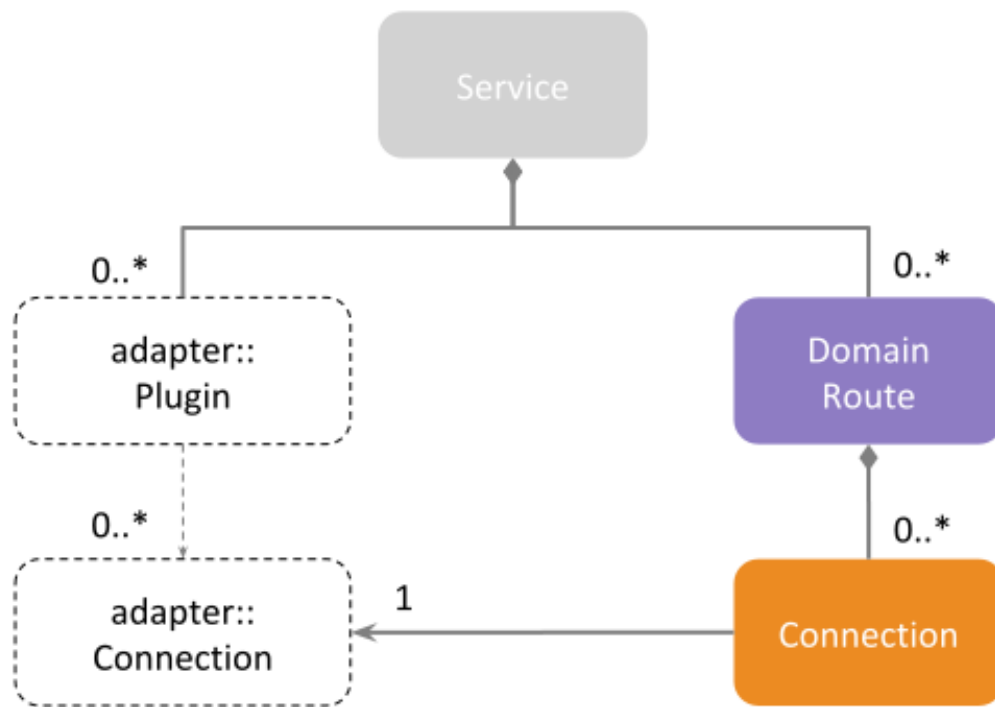 Service
0..*
0..*
adapter::
Plugin
Domain
Route
0..*
0..*
adapter::
Connection
1
Connection